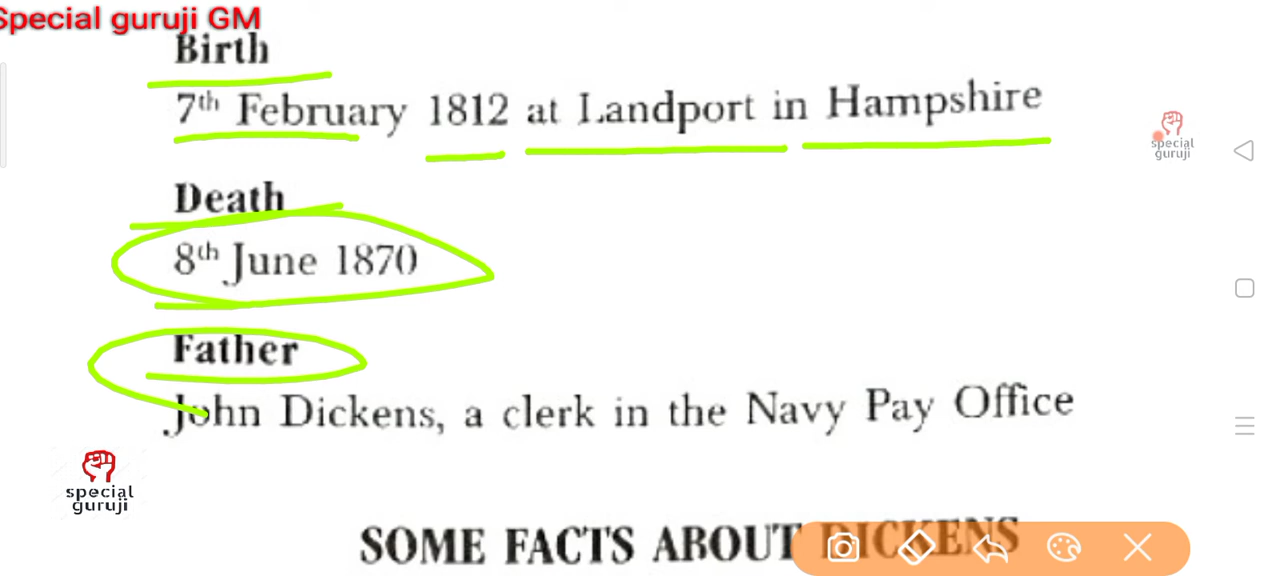 Special guruji GM
Birth
7th February 1812 at Landport in Hampshire
special
guruji
Death
8th June 1870
Father
John Dickens, a clerk in the Navy Pay Office
special
guruji
SOME FACTS ABOUT DICKENS